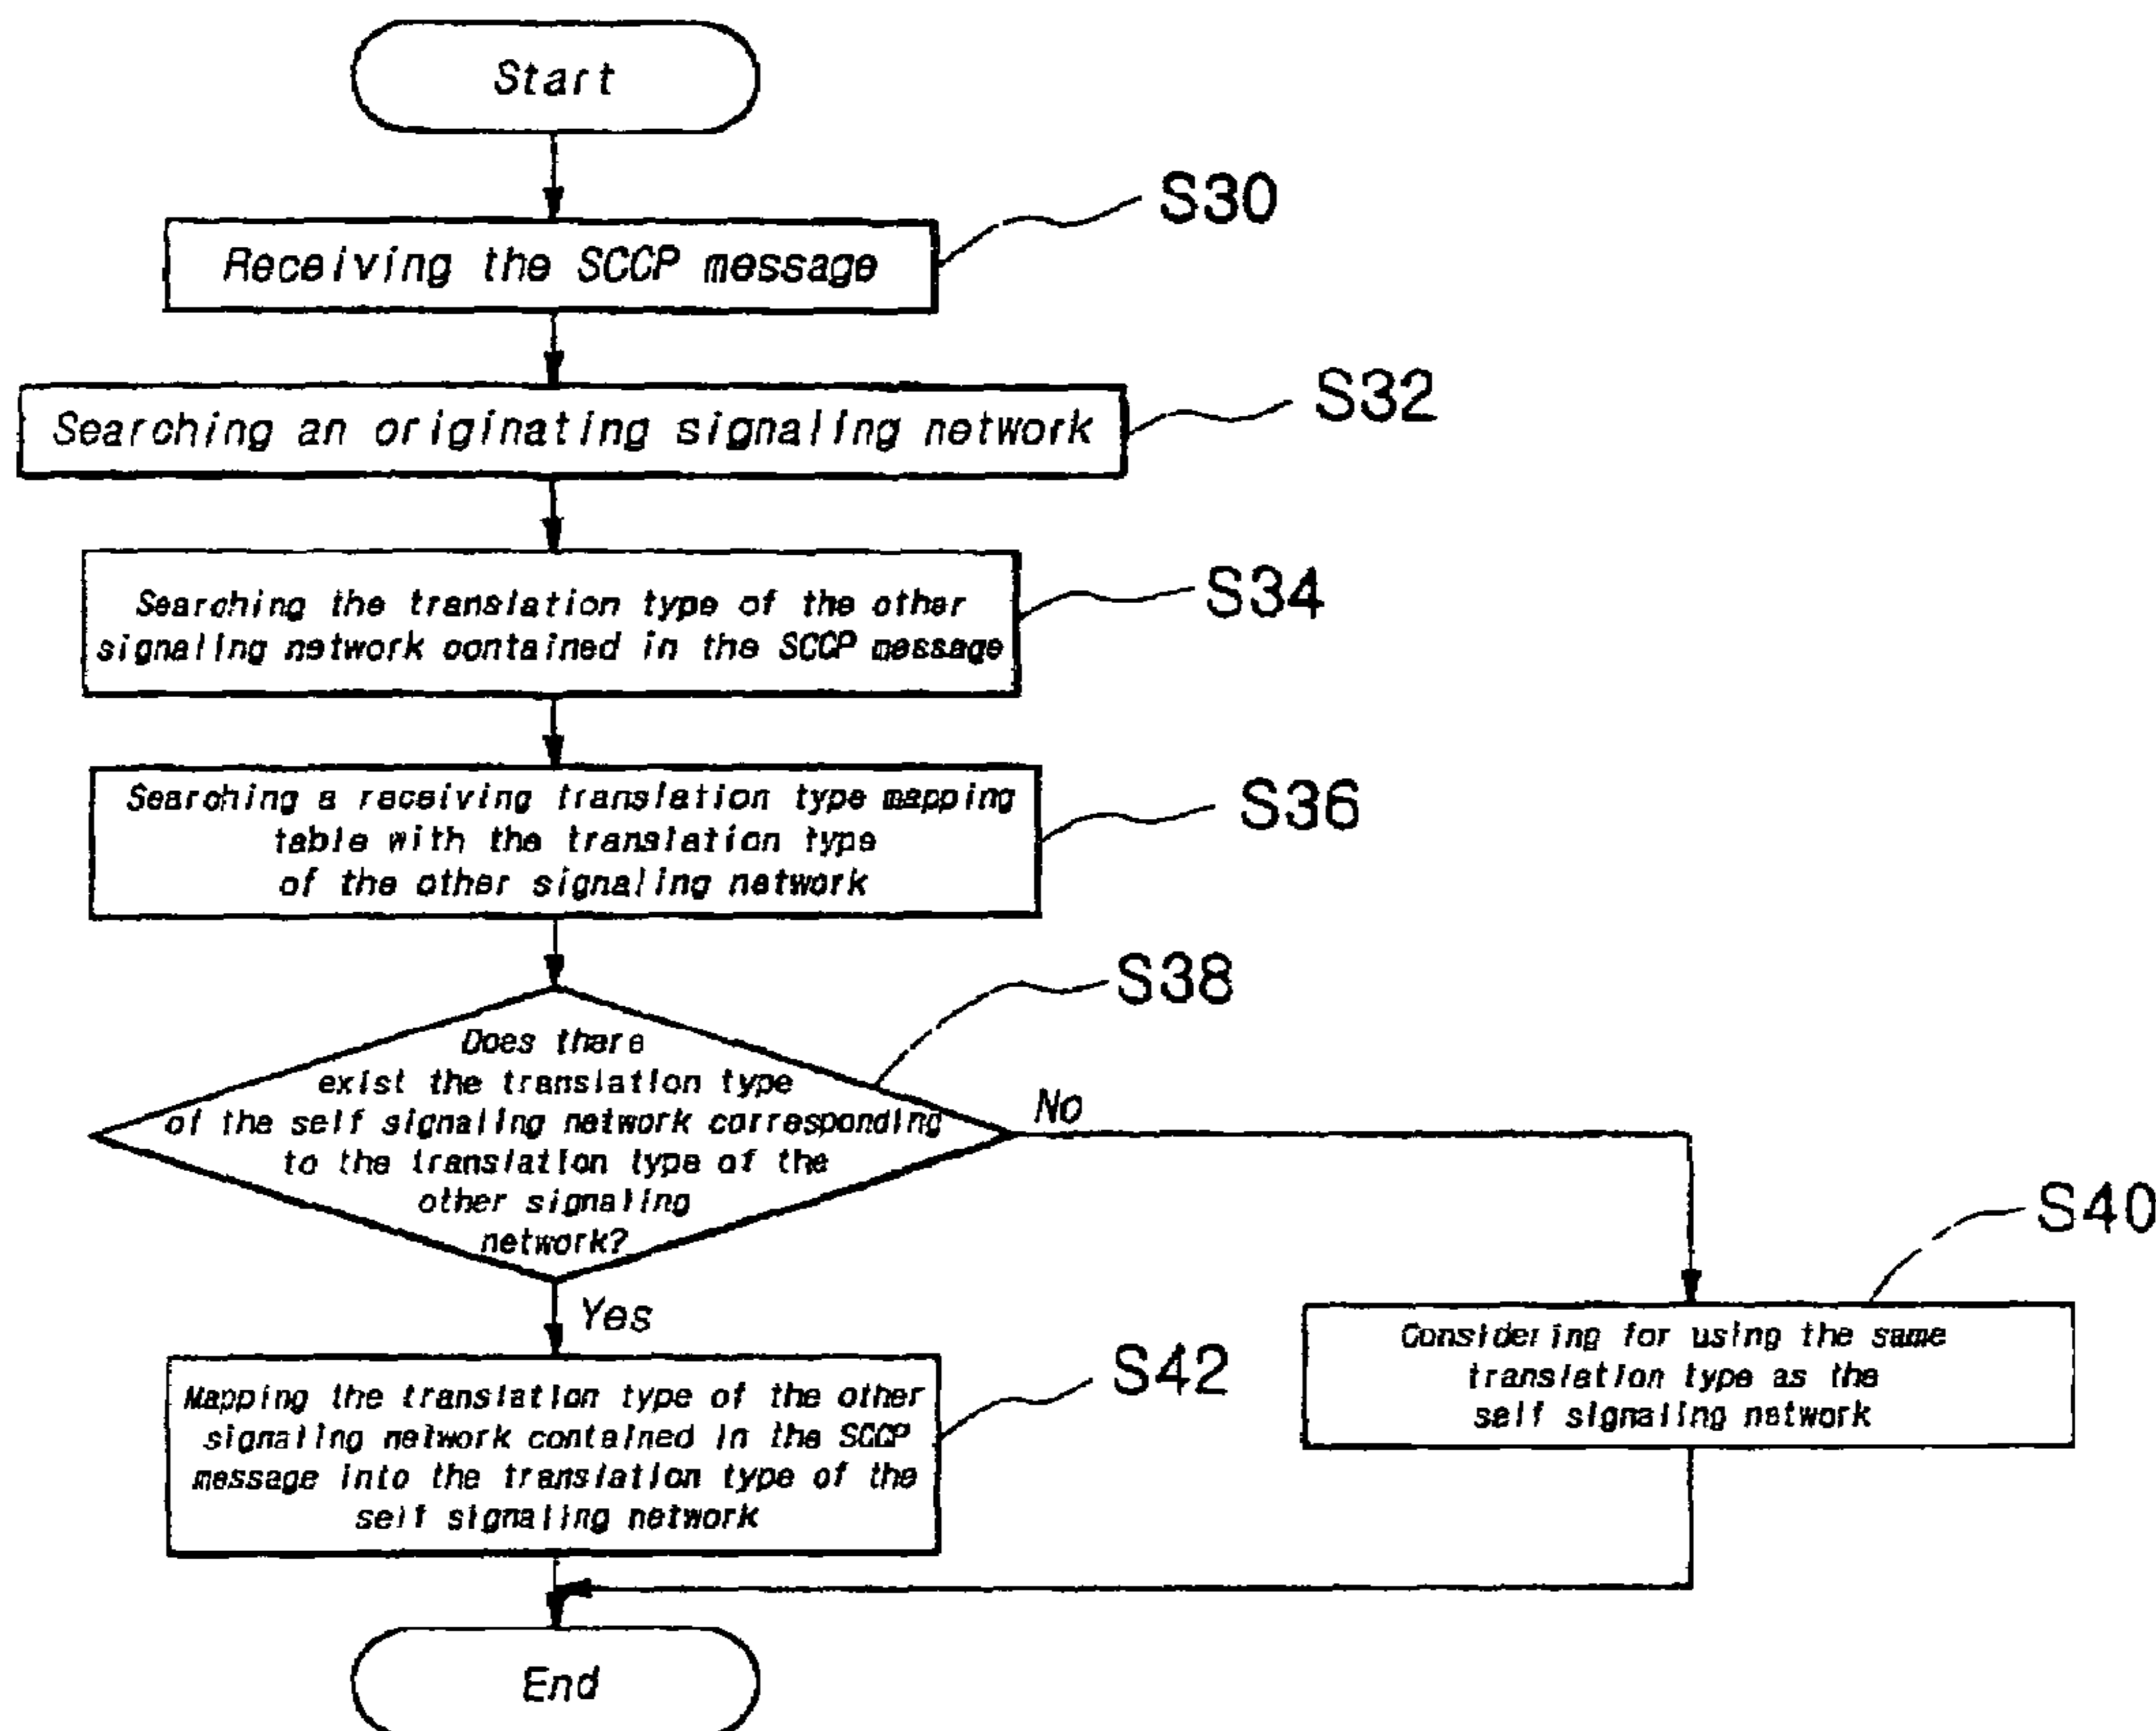 Start
Receiving the SCCP message
S30
Searching an originating signaling network
S32
Searching the translation type of the other
signaling network contained in the SCCP message
S34
Searching a receiving translation type mapping
table with the translation type
of the other signaling network
S36
Does there
exist the translation type
of the self signaling network corresponding
to the translation type of the
other signaling
network?
S38
No
Yes
Considering for using the same
translation type as the
self signaling network
S40
Mapping the translation type of the other
signaling network contained in the SCCP
message into the translation type of the
self signaling network
S42
End